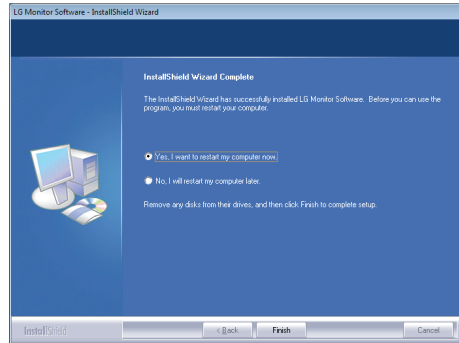 LG Monitor Software - InstallShield Wizard
InstallShield Wizard Complete
The InstallShield Wizard has successfully installed LG Monitor Software. Before you can use the
program, you must restart your computer.
Yes, I want to restart my computer now.
No, I will restart my computer later.
Remove any disks from their drives, and then click Finish to complete setup.
InstallShield
< Back
Finish
Cancel